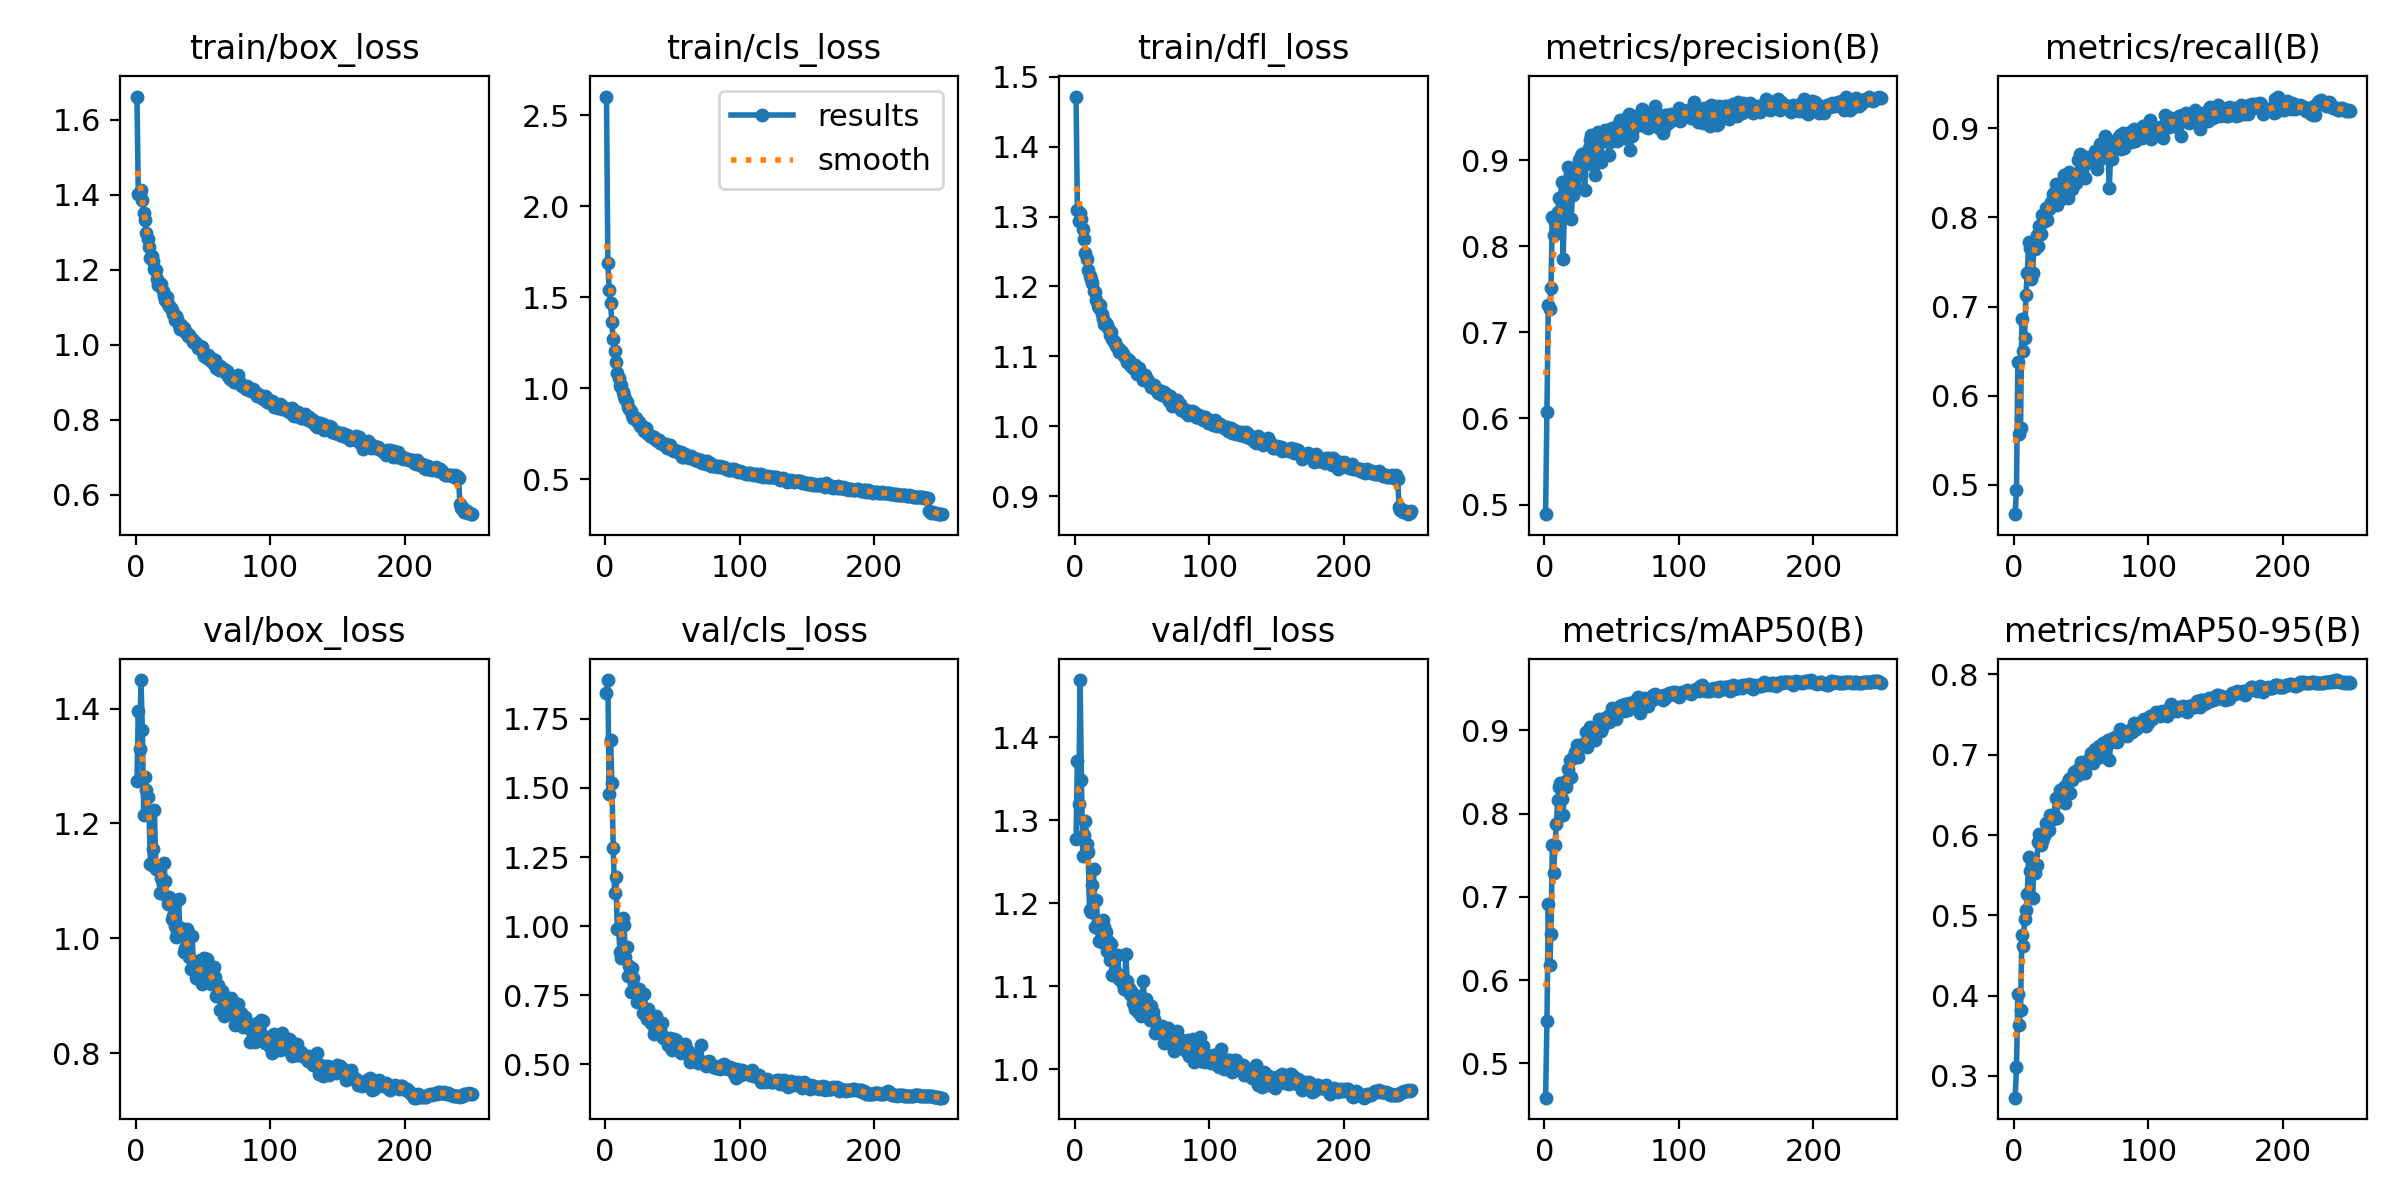 train/box_loss
1.6
1.4
1.2
1.0
0.8
0.6
0 100 200
train/cls_loss
results
smooth
2.5
2.0
1.5
1.0
0.5
0 100 200
train/dfl_loss
1.5
1.4
1.3
1.2
1.1
1.0
0.9
0 100 200
metrics/precision(B)
0.9
0.8
0.7
0.6
0.5
0 100 200
metrics/recall(B)
0.9
0.8
0.7
0.6
0.5
0 100 200
val/box_loss
1.4
1.2
1.0
0.8
0 100 200
val/cls_loss
1.75
1.50
1.25
1.00
0.75
0.50
0 100 200
val/dfl_loss
1.4
1.3
1.2
1.1
1.0
0 100 200
metrics/mAP50(B)
0.9
0.8
0.7
0.6
0.5
0 100 200
metrics/mAP50-95(B)
0.8
0.7
0.6
0.5
0.4
0.3
0 100 200